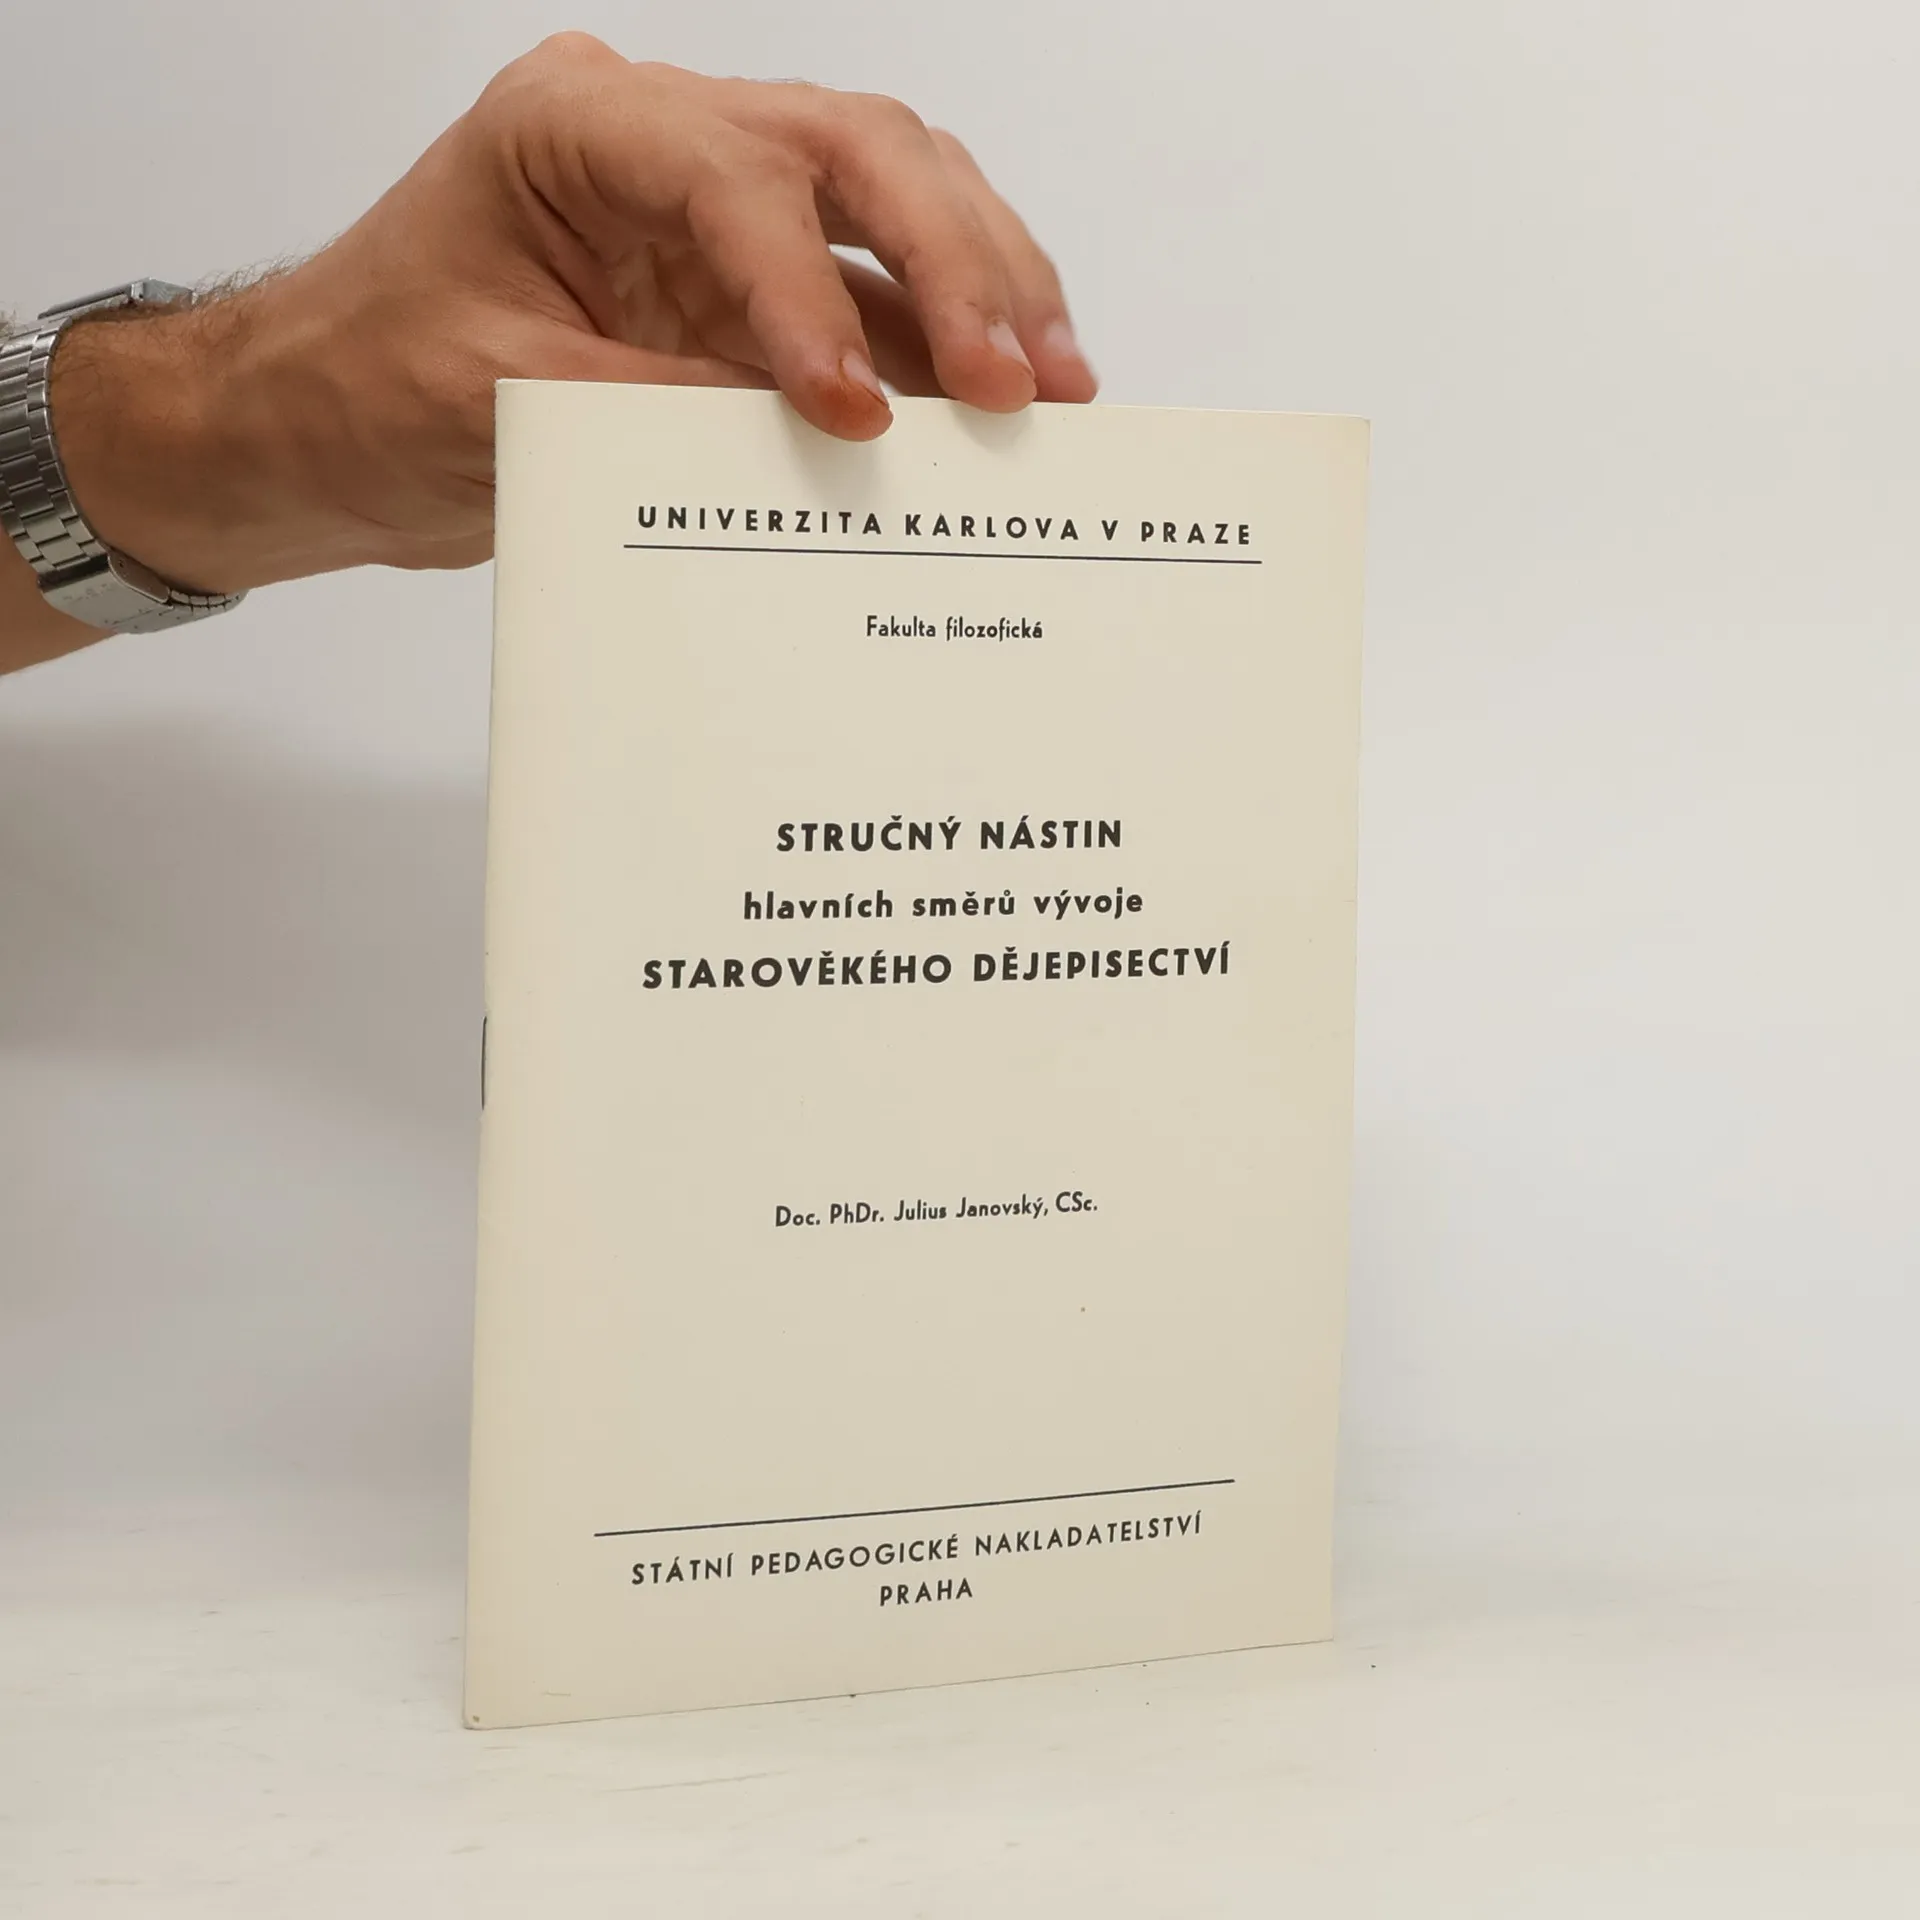 UNIVERZITA KARLOVA V PRAZE
Fakulta filozofická
STRUČNÝ NÁSTIN
hlavních směrů vývoje
STAROVĚKÉHO DĚJEPISECTVÍ
Doc. PhDr. Julius Janovský, CSc.
STÁTNÍ PEDAGOGICKÉ NAKLADATELSTVÍ
PRAHA